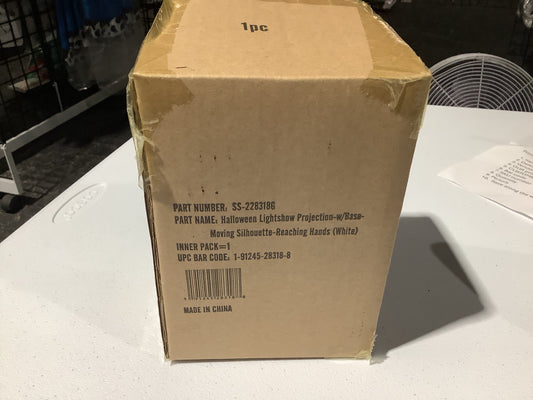 1pc
PART NUMBER: SS-228318G
PART NAME: Halloween Lightshow Projection-w/Base-
Moving Silhouette-Reaching Hands (White)
INNER PACK=1
UPC BAR CODE: 1-91245-28318-8
MADE IN CHINA